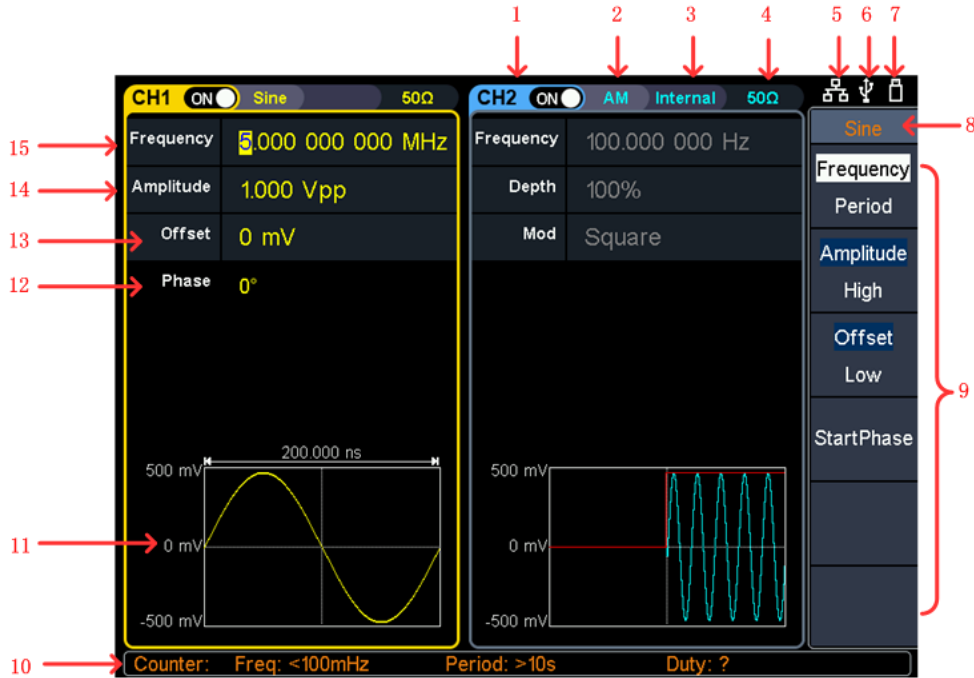 1 2 3 4 5 6 7
CH1 ON Sine 50Ω
CH2 ON AM Internal 50Ω
8
Sine
15
Frequency 5.000 000 000 MHz
14
Amplitude 1.000 Vpp
13
Offset 0 mV
12
Phase 0°
Frequency 100.000 000 Hz
Depth 100%
Mod Square
Frequency
Period
Amplitude
High
Offset
Low
StartPhase
9
200.000 ns
500 mV
11
0 mV
-500 mV
500 mV
0 mV
-500 mV
10
Counter: Freq: <100mHz Period: >10s Duty: ?